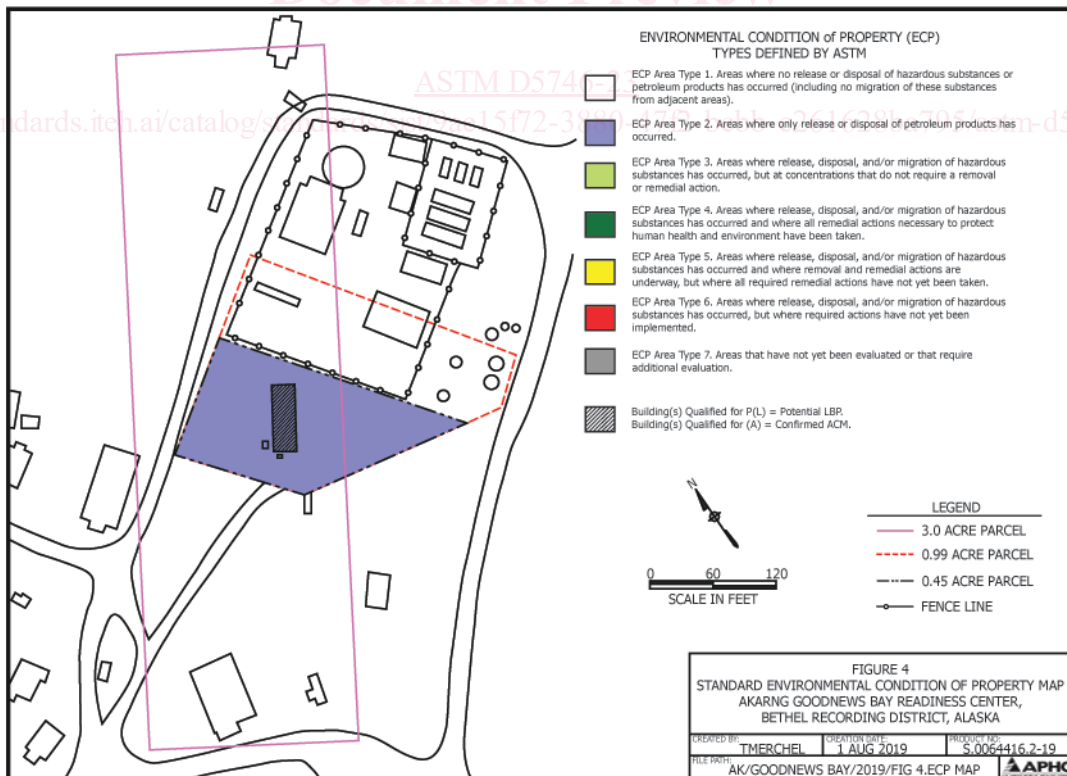 Document Preview
ASTM D5746-23
ENVIRONMENTAL CONDITION of PROPERTY (ECP)
TYPES DEFINED BY ASTM
ECP Area Type 1. Areas where no release or disposal of hazardous substances or
petroleum products has occurred (including no migration of these substances
from adjacent areas).
ECP Area Type 2. Areas where only release or disposal of petroleum products has
occurred.
ECP Area Type 3. Areas where release, disposal, and/or migration of hazardous
substances has occurred, but at concentrations that do not require a removal
or remedial action.
ECP Area Type 4. Areas where release, disposal, and/or migration of hazardous
substances has occurred and where all remedial actions necessary to protect
human health and environment have been taken.
ECP Area Type 5. Areas where release, disposal, and/or migration of hazardous
substances has occurred and where removal and remedial actions are
underway, but where all required remedial actions have not yet been taken.
ECP Area Type 6. Areas where release, disposal, and/or migration of hazardous
substances has occurred, but where required actions have not yet been
implemented.
ECP Area Type 7. Areas that have not yet been evaluated or that require
additional evaluation.
Building(s) Qualified for P(L) = Potential LBP.
Building(s) Qualified for (A) = Confirmed ACM.
N
0 60 120
SCALE IN FEET
LEGEND
3.0 ACRE PARCEL
0.99 ACRE PARCEL
0.45 ACRE PARCEL
FENCE LINE
FIGURE 4
STANDARD ENVIRONMENTAL CONDITION OF PROPERTY MAP
AKARNG GOODNEWS BAY READINESS CENTER,
BETHEL RECORDING DISTRICT, ALASKA
CREATED BY: TMERCHEL CREATION DATE: 1 AUG 2019 PRODUCT NO: S.0064416.2-19
FILE PATH: AK/GOODNEWS BAY/2019/FIG 4.ECP MAP APHC